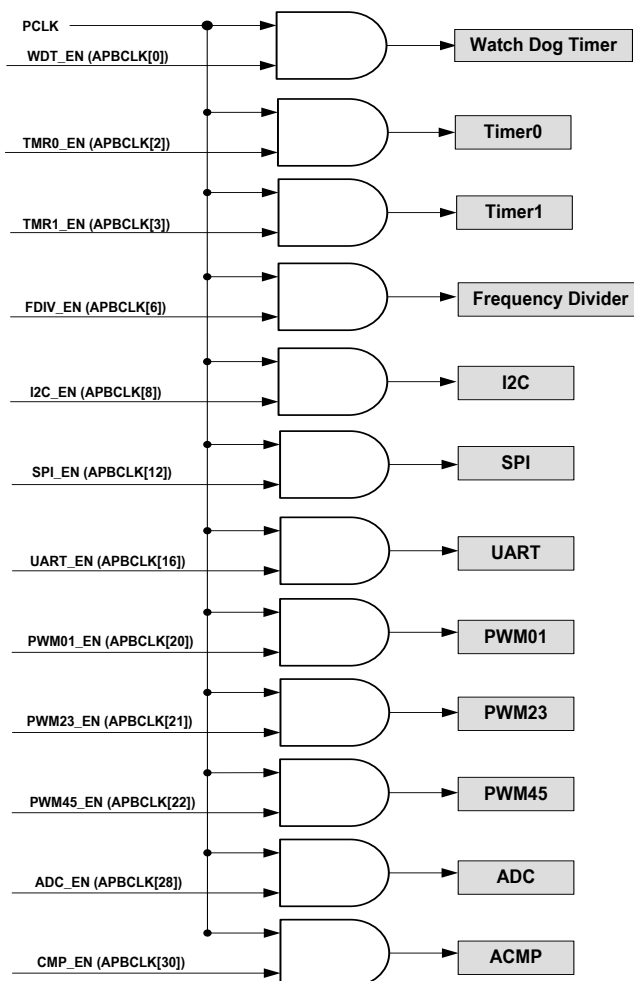 PCLK
WDT_EN (APBCLK[0])
Watch Dog Timer
TMR0_EN (APBCLK[2])
Timer0
TMR1_EN (APBCLK[3])
Timer1
FDIV_EN (APBCLK[6])
Frequency Divider
I2C_EN (APBCLK[8])
I2C
SPI_EN (APBCLK[12])
SPI
UART_EN (APBCLK[16])
UART
PWM01_EN (APBCLK[20])
PWM01
PWM23_EN (APBCLK[21])
PWM23
PWM45_EN (APBCLK[22])
PWM45
ADC_EN (APBCLK[28])
ADC
CMP_EN (APBCLK[30])
ACMP